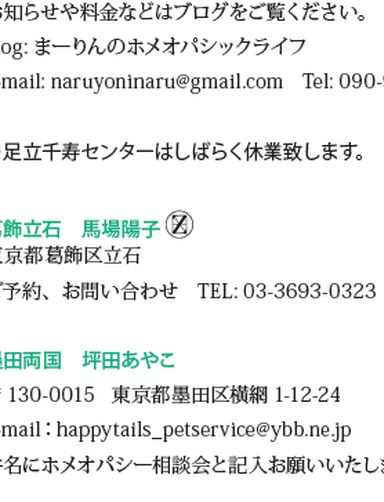 お知らせや料金などはブログをご覧ください。
log: まーりんのホメオパシックライフ
mail: naruyoninaru@gmail.com Tel: 090-
足立千寿センターはしばらく休業致します。
葛飾立石 馬場陽子 Z
東京都葛飾区立石
ご予約、お問い合わせ TEL: 03-3693-0323
墨田両国 坪田あやこ
〒130-0015 東京都墨田区横網 1-12-24
mail：happytails_petservice@ybb.ne.jp
件名にホメオパシー相談会と記入お願いいたしま